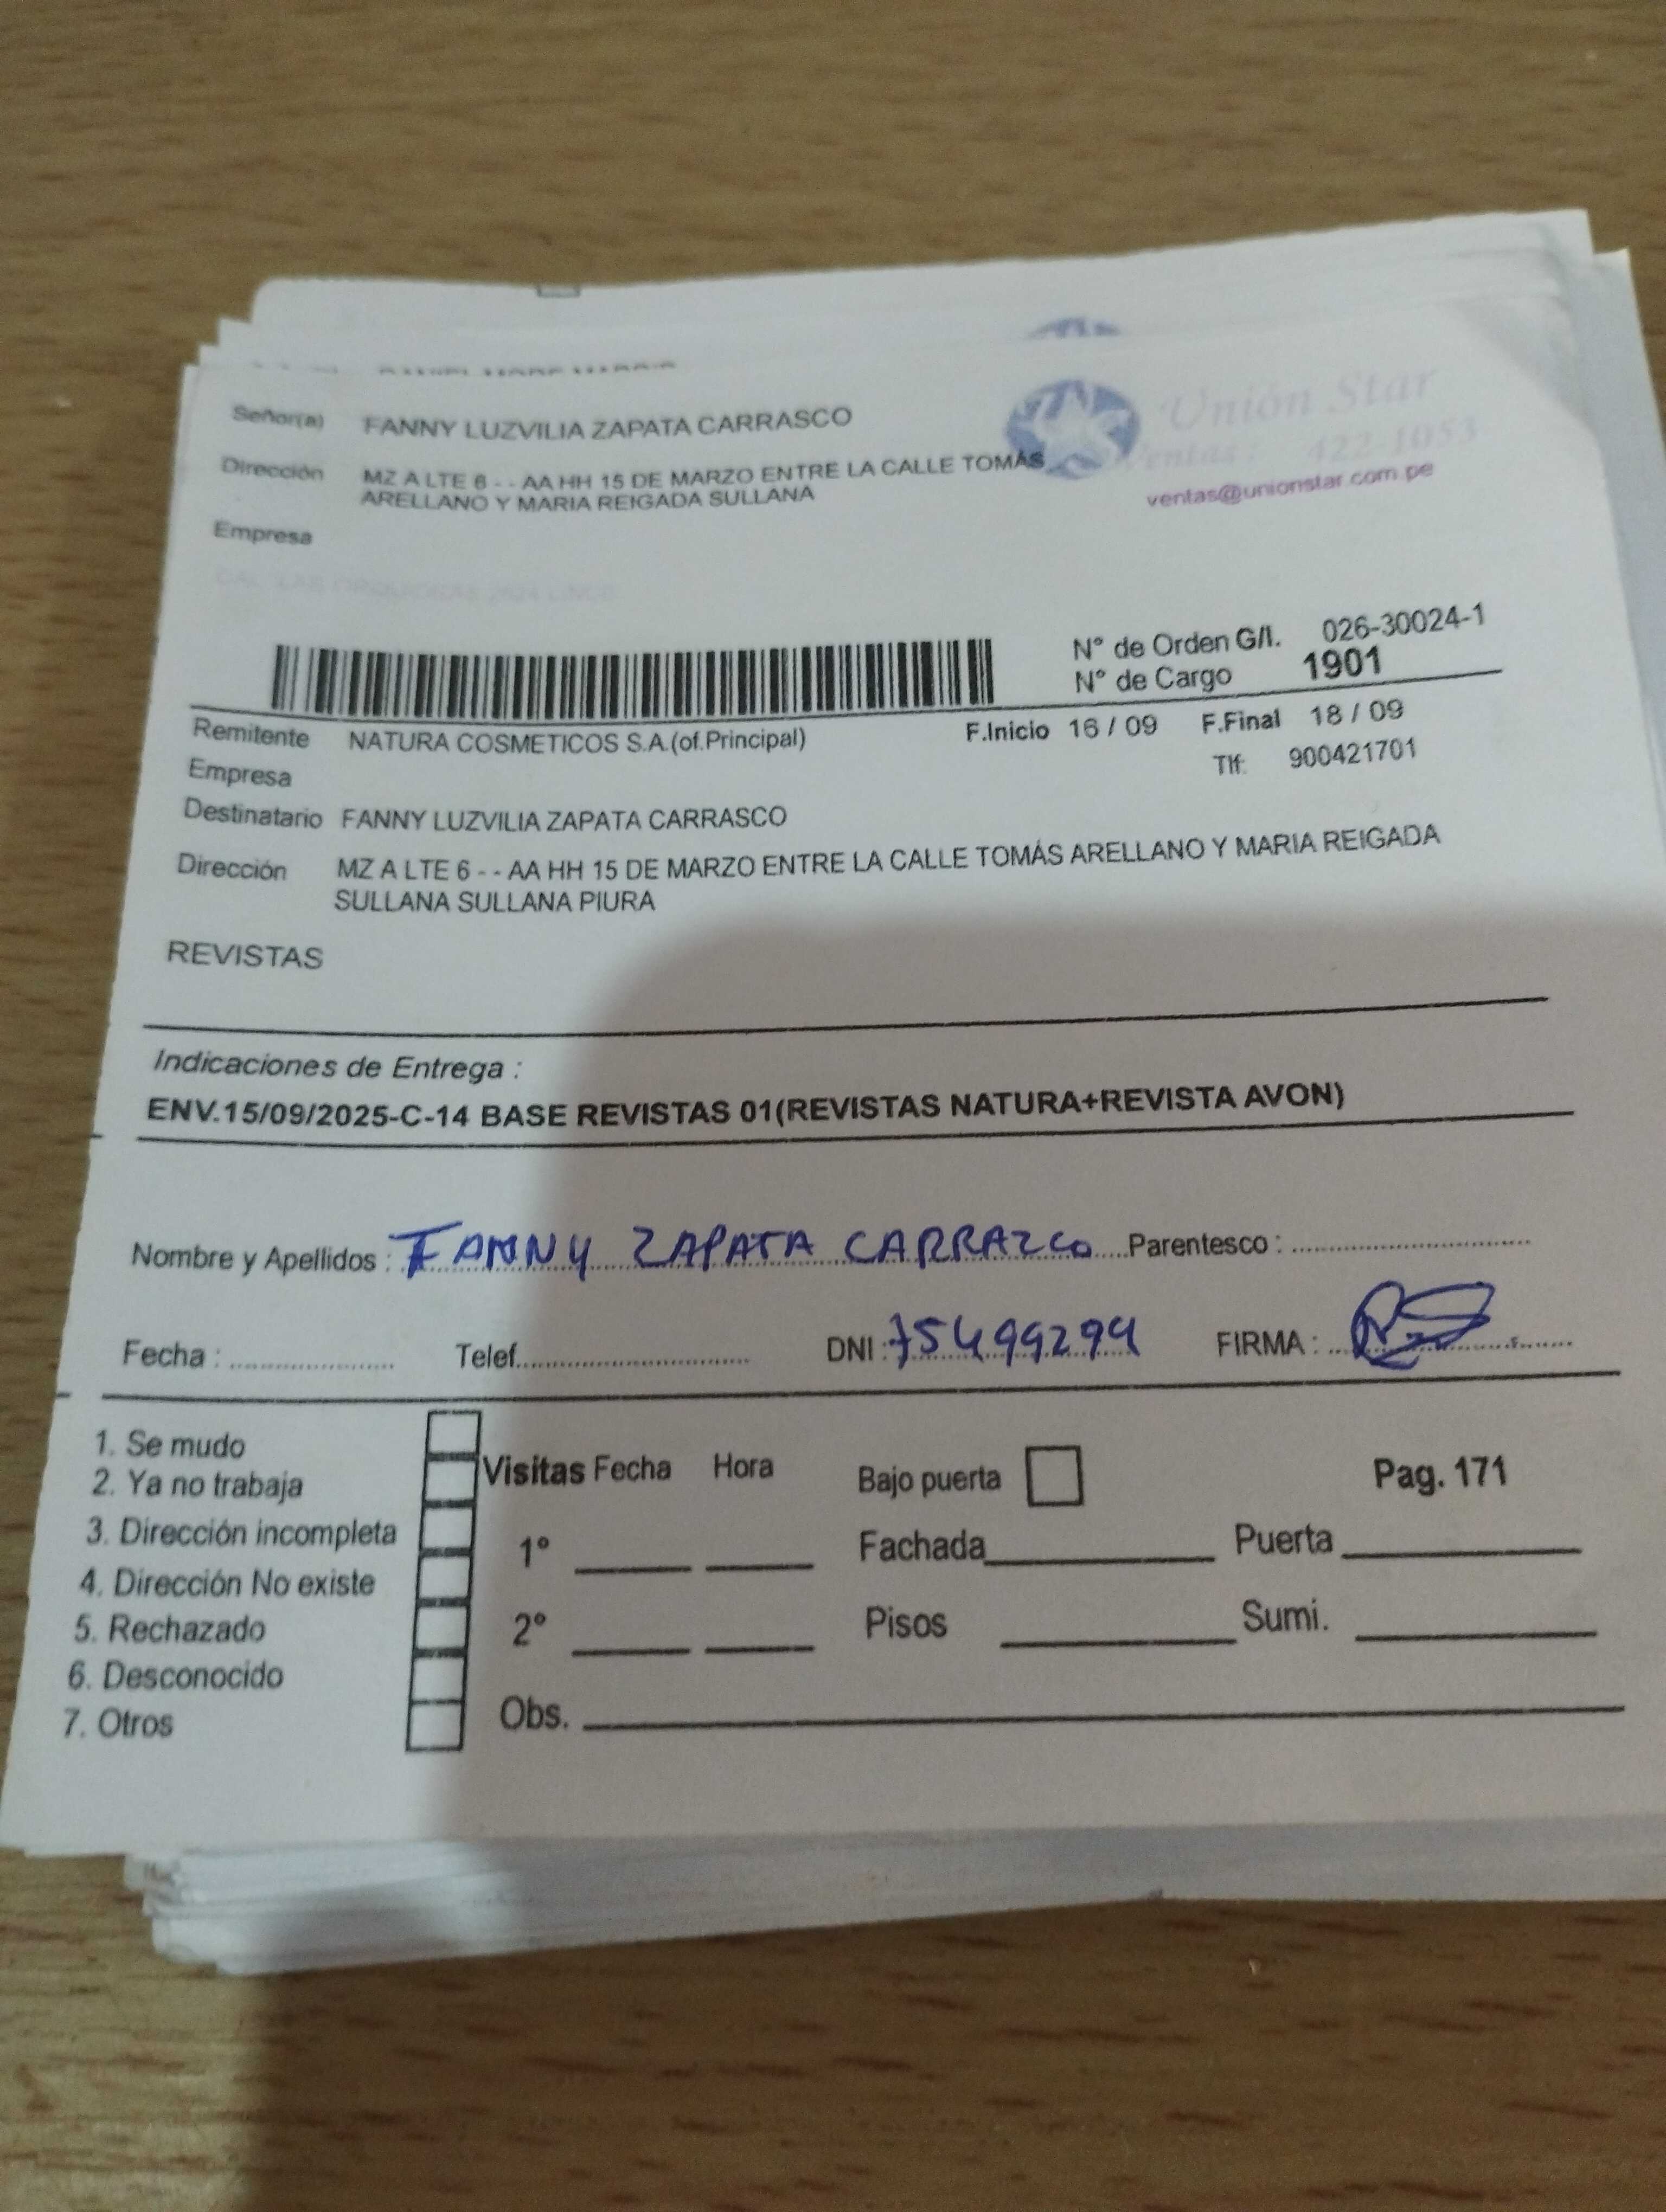 Señor(a) FANNY LUZVILIA ZAPATA CARRASCO
Unión Star
Ventas: 422-1053
ventas@unionstar.com.pe
Dirección MZ A LTE 6 - - AA HH 15 DE MARZO ENTRE LA CALLE TOMÁS
ARELLANO Y MARIA REIGADA SULLANA
Empresa
N° de Orden G/I. 026-30024-1
N° de Cargo 1901
Remitente NATURA COSMETICOS S.A.(of.Principal) F.Inicio 16 / 09 F.Final 18 / 09
Empresa Tlf: 900421701
Destinatario FANNY LUZVILIA ZAPATA CARRASCO
Dirección MZ A LTE 6 - - AA HH 15 DE MARZO ENTRE LA CALLE TOMÁS ARELLANO Y MARIA REIGADA
SULLANA SULLANA PIURA
REVISTAS
Indicaciones de Entrega :
ENV.15/09/2025-C-14 BASE REVISTAS 01(REVISTAS NATURA+REVISTA AVON)
Nombre y Apellidos : FANNY ZAPATA CARRAZCO Parentesco :
Fecha : Telef. DNI : 75499294 FIRMA :
1. Se mudo
2. Ya no trabaja
3. Dirección incompleta
4. Dirección No existe
5. Rechazado
6. Desconocido
7. Otros
Visitas Fecha Hora Bajo puerta Pag. 171
1° Fachada Puerta
2° Pisos Sumi.
Obs.